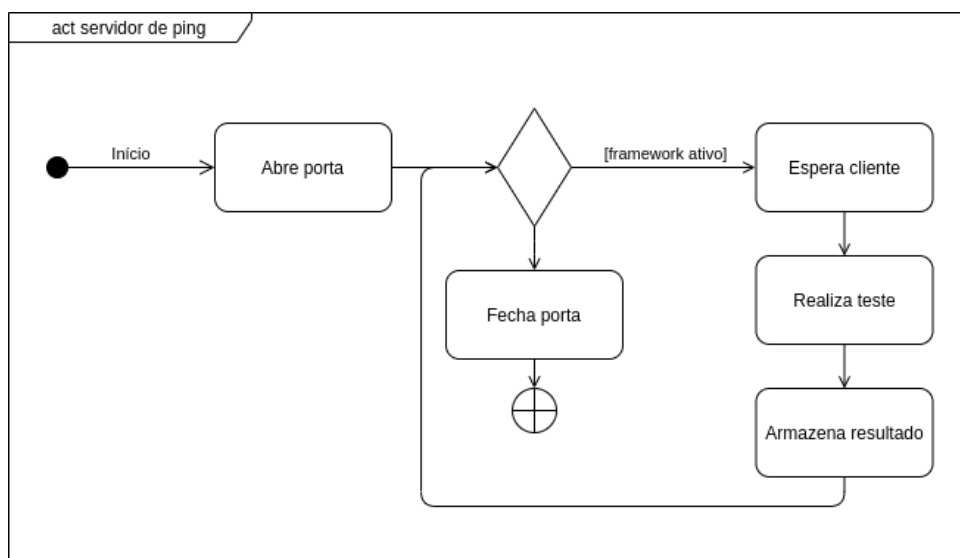 act servidor de ping
Início
Abre porta
[framework ativo]
Espera cliente
Realiza teste
Fecha porta
Armazena resultado